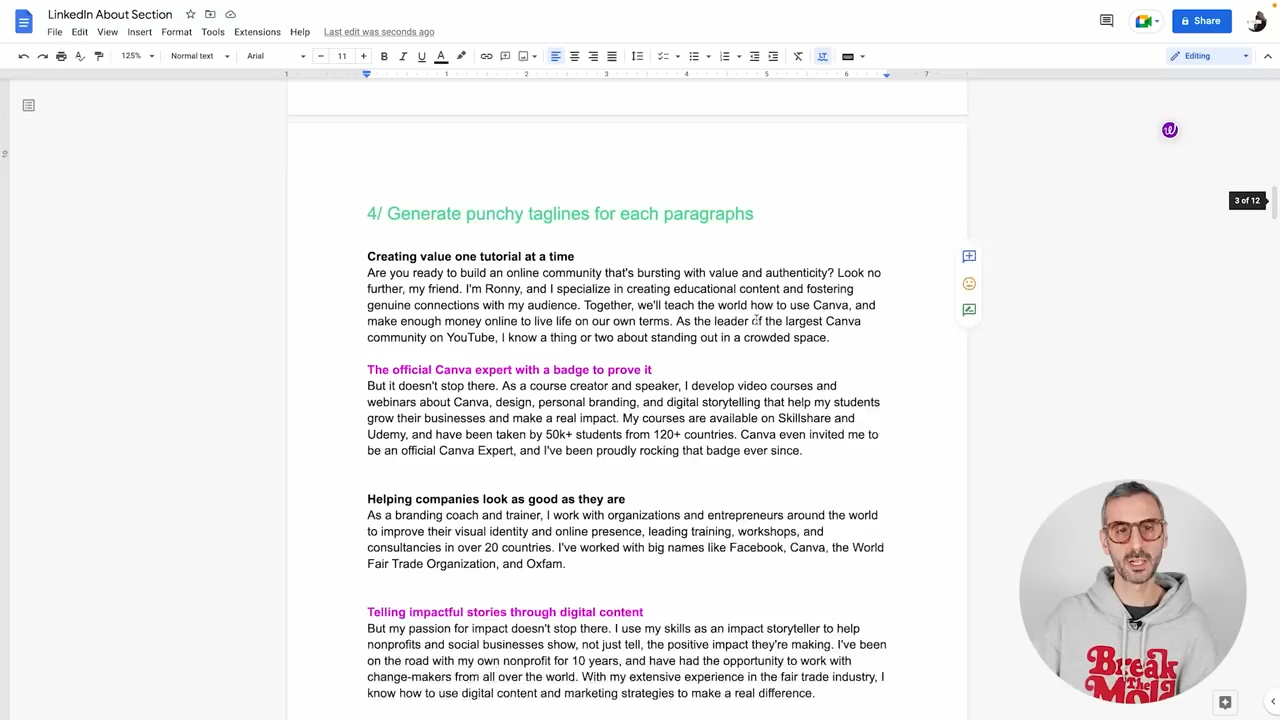 LinkedIn About Section
File Edit View Insert Format Tools Extensions Help Last edit was seconds ago
Share
125% Normal text Arial 11 B I U A Editing
1 1 2 3 4 5 6 7
10
3 of 12
4/ Generate punchy taglines for each paragraphs
Creating value one tutorial at a time
Are you ready to build an online community that's bursting with value and authenticity? Look no
further, my friend. I'm Ronny, and I specialize in creating educational content and fostering
genuine connections with my audience. Together, we'll teach the world how to use Canva, and
make enough money online to live life on our own terms. As the leader of the largest Canva
community on YouTube, I know a thing or two about standing out in a crowded space.
The official Canva expert with a badge to prove it
But it doesn't stop there. As a course creator and speaker, I develop video courses and
webinars about Canva, design, personal branding, and digital storytelling that help my students
grow their businesses and make a real impact. My courses are available on Skillshare and
Udemy, and have been taken by 50k+ students from 120+ countries. Canva even invited me to
be an official Canva Expert, and I've been proudly rocking that badge ever since.
Helping companies look as good as they are
As a branding coach and trainer, I work with organizations and entrepreneurs around the world
to improve their visual identity and online presence, leading training, workshops, and
consultancies in over 20 countries. I've worked with big names like Facebook, Canva, the World
Fair Trade Organization, and Oxfam.
Telling impactful stories through digital content
But my passion for impact doesn't stop there. I use my skills as an impact storyteller to help
nonprofits and social businesses show, not just tell, the positive impact they're making. I've been
on the road with my own nonprofit for 10 years, and have had the opportunity to work with
change-makers from all over the world. With my extensive experience in the fair trade industry, I
know how to use digital content and marketing strategies to make a real difference.
Break
The Mold